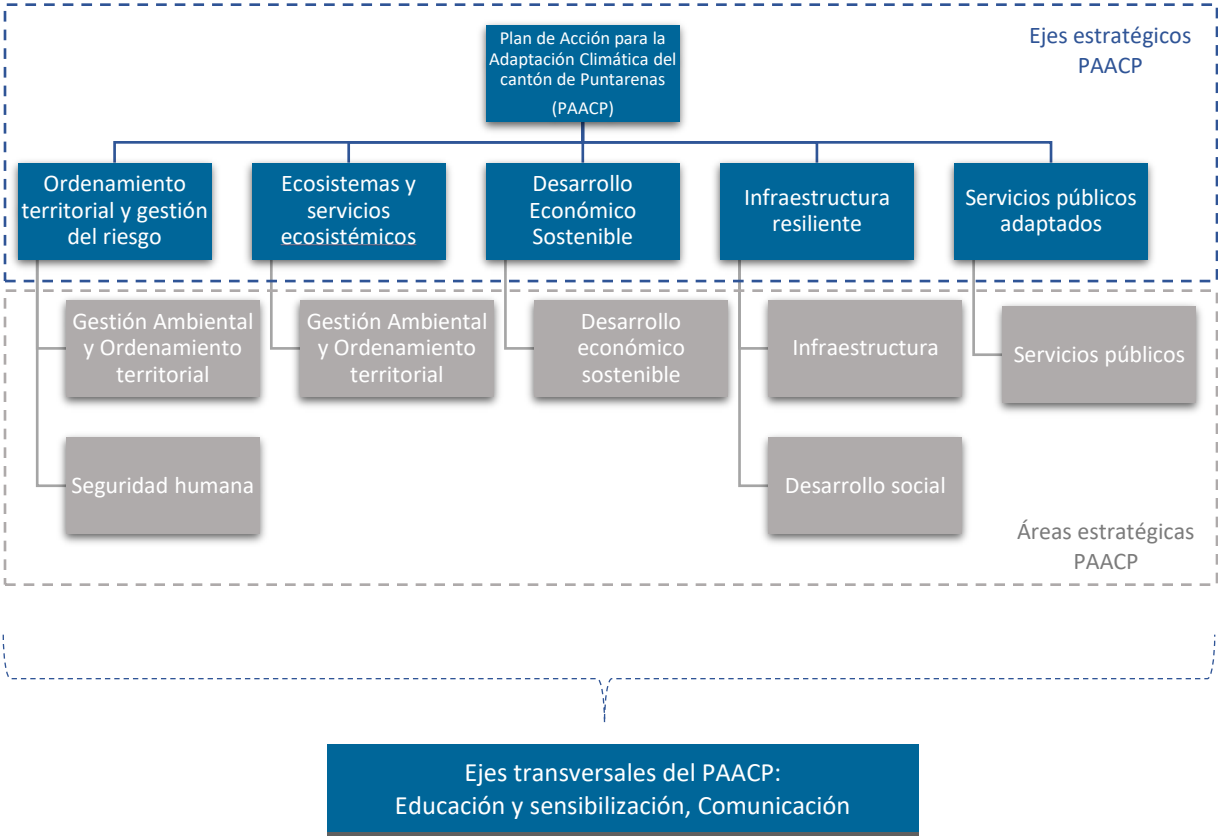 Plan de Acción para la
Adaptación Climática del
cantón de Puntarenas
(PAACP)
Ejes estratégicos
PAACP
Ordenamiento
territorial y gestión
del riesgo
Ecosistemas y
servicios
ecosistémicos
Desarrollo
Económico
Sostenible
Infraestructura
resiliente
Servicios públicos
adaptados
Gestión Ambiental
y Ordenamiento
territorial
Gestión Ambiental
y Ordenamiento
territorial
Desarrollo
económico
sostenible
Infraestructura
Servicios públicos
Seguridad humana
Desarrollo social
Áreas estratégicas
PAACP
Ejes transversales del PAACP:
Educación y sensibilización, Comunicación